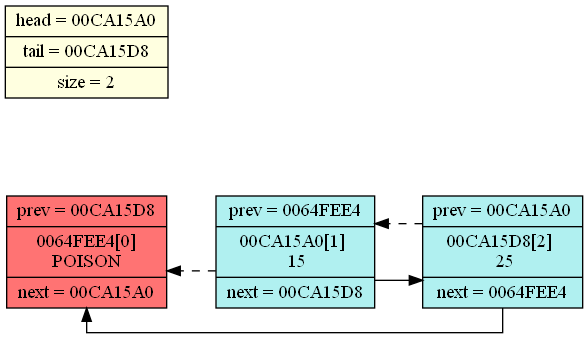 head = 00CA15A0
tail = 00CA15D8
size = 2
prev = 00CA15D8
0064FEE4[0]
POISON
next = 00CA15A0
prev = 0064FEE4
00CA15A0[1]
15
next = 00CA15D8
prev = 00CA15A0
00CA15D8[2]
25
next = 0064FEE4